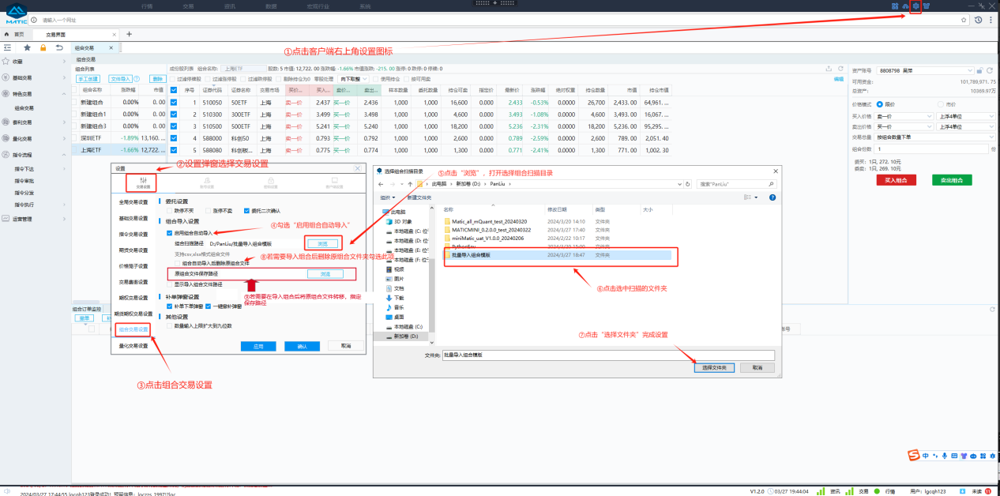 行情 交易 资讯 数据 宏观行业 系统
MATIC
请输入一个网址
首页 交易界面
组合交易
①点击客户端右上角设置图标
收藏
基础交易
特色交易
组合交易
套利交易
量化交易
指令流程
指令下达
指令审批
指令分发
指令执行
运营管理
组合交易
组合列表
手工创建 文件导入 删除
组合名称 涨跌幅 市值
新建组合 0.00% 0.00
新建组合1 0.00% 0.00
新建组合3 0.00% 0.00
深圳ETF -1.89% 13,160. ...
上海ETF -1.66% 12,722. ...
成份股列表 组合名称: 上海ETF 股数: 5 市值: 12,722. 00 涨跌幅: -1.66% 市值涨跌: -215. 00 涨停: 0 跌停: 0 停牌: 0
过滤停牌股 过滤涨停股 过滤跌停股 剔除持仓为0 零股处理 向下取整 使用持仓 按可用卖
编辑
序号 证券代码 证券名称 交易市场 买价... 买入... 卖价... 卖出... 样本数量 委托数量 持仓可卖 指定价 最新价 涨跌幅 绝对权重 持仓数量 市值 持仓市值
1 510050 50ETF 上海 卖一价 2.437 买一价 2.436 1,000 1,000 16,600 0.000 2.433 -0.53% 0.0000 26,700 2,433. 00 64,961. ...
2 510300 300ETF 上海 卖一价 3.499 买一价 3.498 1,000 1,000 4,600 0.000 3.493 -1.08% 0.0000 4,600 3,493. 00 16,067. ...
3 510500 500ETF 上海 卖一价 5.241 买一价 5.240 1,000 1,000 18,200 0.000 5.236 -2.31% 0.0000 18,200 5,236. 00 95,295. ...
4 588000 科创50 上海 卖一价 0.793 买一价 0.792 1,000 1,000 2,600 0.000 0.789 -2.59% 0.0000 2,600 789. 00 2,051. 40
5 588080 科创板... 上海 卖一价 0.775 买一价 0.774 1,000 1,000 1,300 0.000 0.771 -2.41% 0.0000 1,300 771. 00 1,002. 30
资产账号 8808798 吴萍
可用资金: 101,789,971. 75
总资产: 10369.97万
价格模式 限价 市价
买入价格 卖一价 上浮4单位
卖出价格 买一价 上浮4单位
交易总量 按组合数量下单
组合份数 1 份
委买: 1只, 272. 10元
委卖: 1只, 269. 10元
买入组合 卖出组合
设置
②设置弹窗选择交易设置
交易设置
全局交易设置
基础交易设置
指令交易设置
期货交易设置
价格笼子设置
交易盘面设置
期权交易设置
期货期权交易设置
组合交易设置
量化交易设置
委托设置
跌停不买 涨停不卖 委托二次确认
组合导入设置
启用组合自动导入
④勾选“启用组合自动导入”
组合扫描路径 D:/PanLiu/批量导入组合模版 浏览
支持csv,xlsx格式组合文件
⑧若需要导入组合后删除原组合文件夹勾选此项
组合自动导入后删除原组合文件
原组合文件保存路径 浏览
显示导入组合文件路径
⑨若需要在导入组合后将原组合文件转移，指定
保存路径
补单弹窗设置
补单下单弹窗 一键撤补弹窗
其他设置
数量输入上限扩大到九位数
应用 确认 取消
③点击组合交易设置
组合订单监控
撤单
选择组合扫描目录
⑤点击“浏览”，打开选择组合扫描目录
此电脑 › 新加卷 (D:) › PanLiu ›
搜索"PanLiu"
组织 新建文件夹
名称 修改日期 类型 大小
此电脑
3D 对象
本地磁盘 (C: 位
本地磁盘 (D: 位
本地磁盘 (E: 位
本地磁盘 (F: 位
视频
图片
文档
下载
音乐
桌面
本地磁盘 (C:)
新加卷 (D:)
Matic_all_mQuant_test_20240320 2024/3/20 14:10 文件夹
MATICMIINI_0.2.0.0_test_20240322 2024/3/27 17:40 文件夹
miniMatic_uat_V1.0.0_20240206 2024/2/22 10:17 文件夹
PythonEnv 2024/3/20 15:00 文件夹
批量导入组合模版 2024/3/27 18:47 文件夹
⑥点击选中扫描的文件夹
⑦点击“选择文件夹”完成设置
文件夹: 批量导入组合模版
选择文件夹 取消
中
2024/03/27 17:44:55 lgcqh123登录成功! 预留信息:
V1.2.0 03/27 19:44:04 资讯 交易 行情 用户: lgcqh123 未读 11